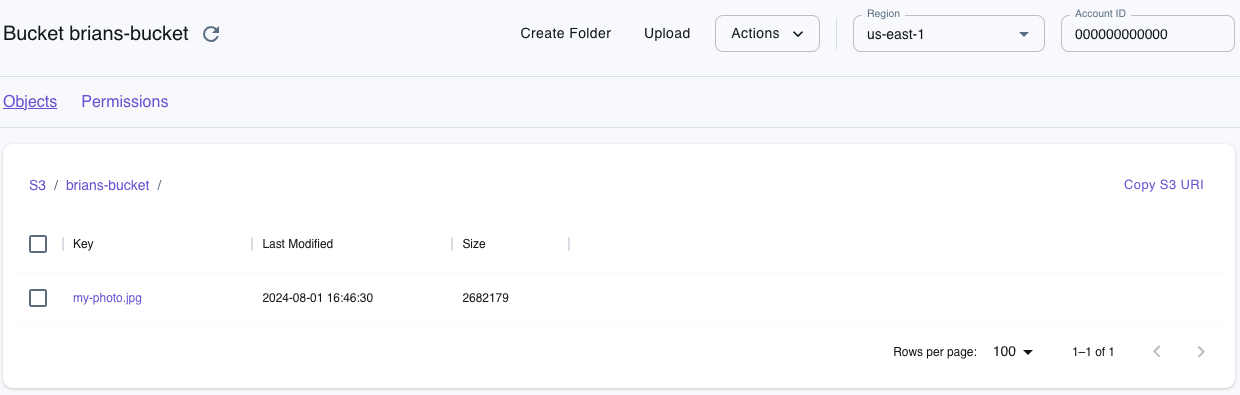 Bucket brians-bucket
Create Folder
Upload
Actions
Region
us-east-1
Account ID
000000000000
Objects
Permissions
S3 / brians-bucket /
Copy S3 URI
Key
Last Modified
Size
my-photo.jpg
2024-08-01 16:46:30
2682179
Rows per page:
100
1–1 of 1